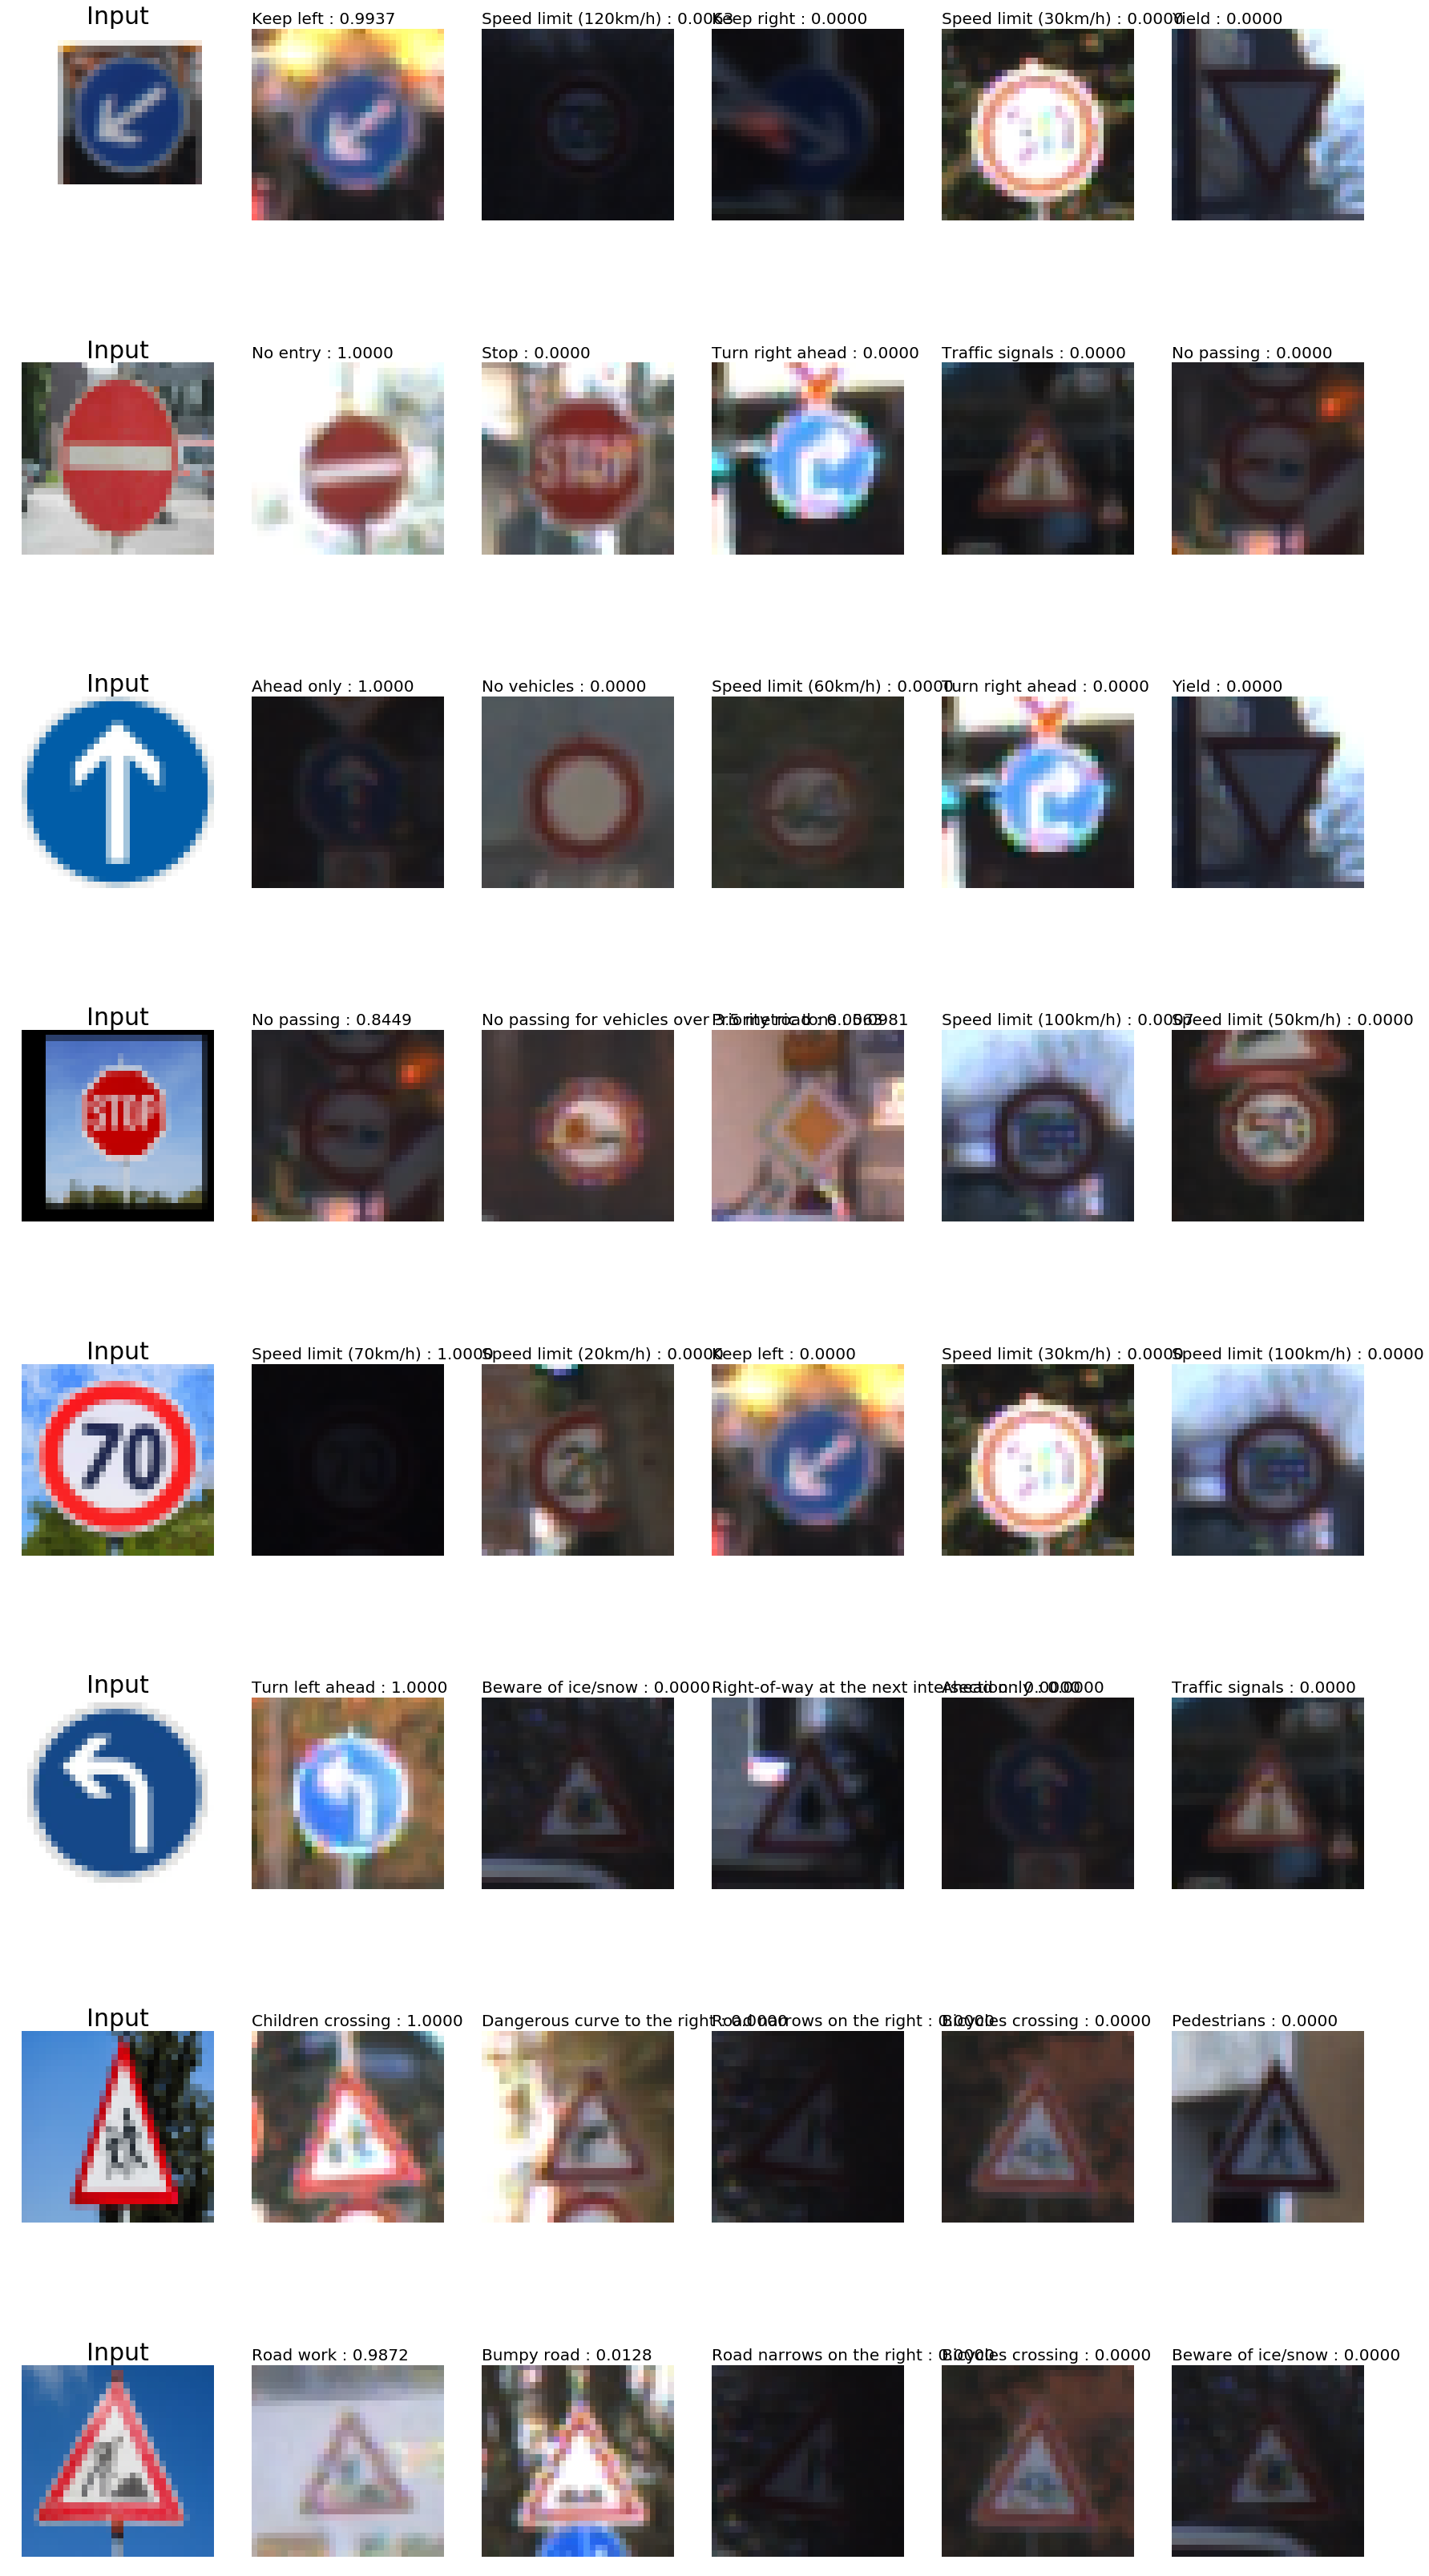 Input
Keep left : 0.9937
Speed limit (120km/h) : 0.0063
Keep right : 0.0000
Speed limit (30km/h) : 0.0000
Yield : 0.0000
Input
No entry : 1.0000
Stop : 0.0000
Turn right ahead : 0.0000
Traffic signals : 0.0000
No passing : 0.0000
STOP
Input
Ahead only : 1.0000
No vehicles : 0.0000
Speed limit (60km/h) : 0.0000
Turn right ahead : 0.0000
Yield : 0.0000
Input
No passing : 0.8449
No passing for vehicles over 3.5 metric tons : 0.0981
Priority road : 0.0563
Speed limit (100km/h) : 0.0007
Speed limit (50km/h) : 0.0000
STOP
Input
Speed limit (70km/h) : 1.0000
Speed limit (20km/h) : 0.0000
Keep left : 0.0000
Speed limit (30km/h) : 0.0000
Speed limit (100km/h) : 0.0000
70
Input
Turn left ahead : 1.0000
Beware of ice/snow : 0.0000
Right-of-way at the next intersection : 0.0000
Ahead only : 0.0000
Traffic signals : 0.0000
Input
Children crossing : 1.0000
Dangerous curve to the right : 0.0000
Road narrows on the right : 0.0000
Bicycles crossing : 0.0000
Pedestrians : 0.0000
Input
Road work : 0.9872
Bumpy road : 0.0128
Road narrows on the right : 0.0000
Bicycles crossing : 0.0000
Beware of ice/snow : 0.0000